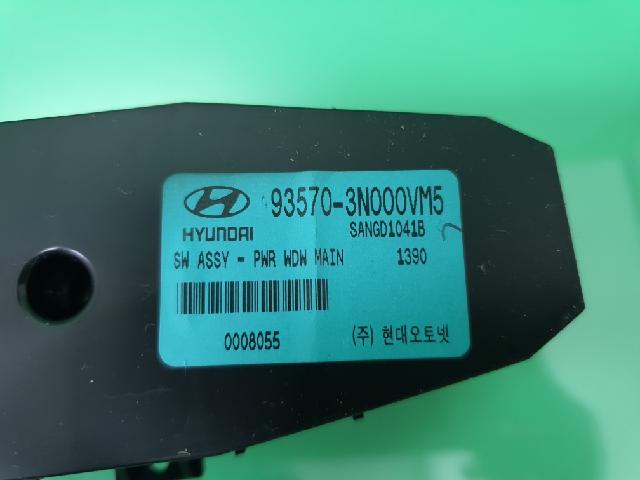 93570-3N000VM5
HYUNDAI SANGD1041B
SW ASSY - PWR WDW MAIN 1390
0008055 (주) 현대오토넷